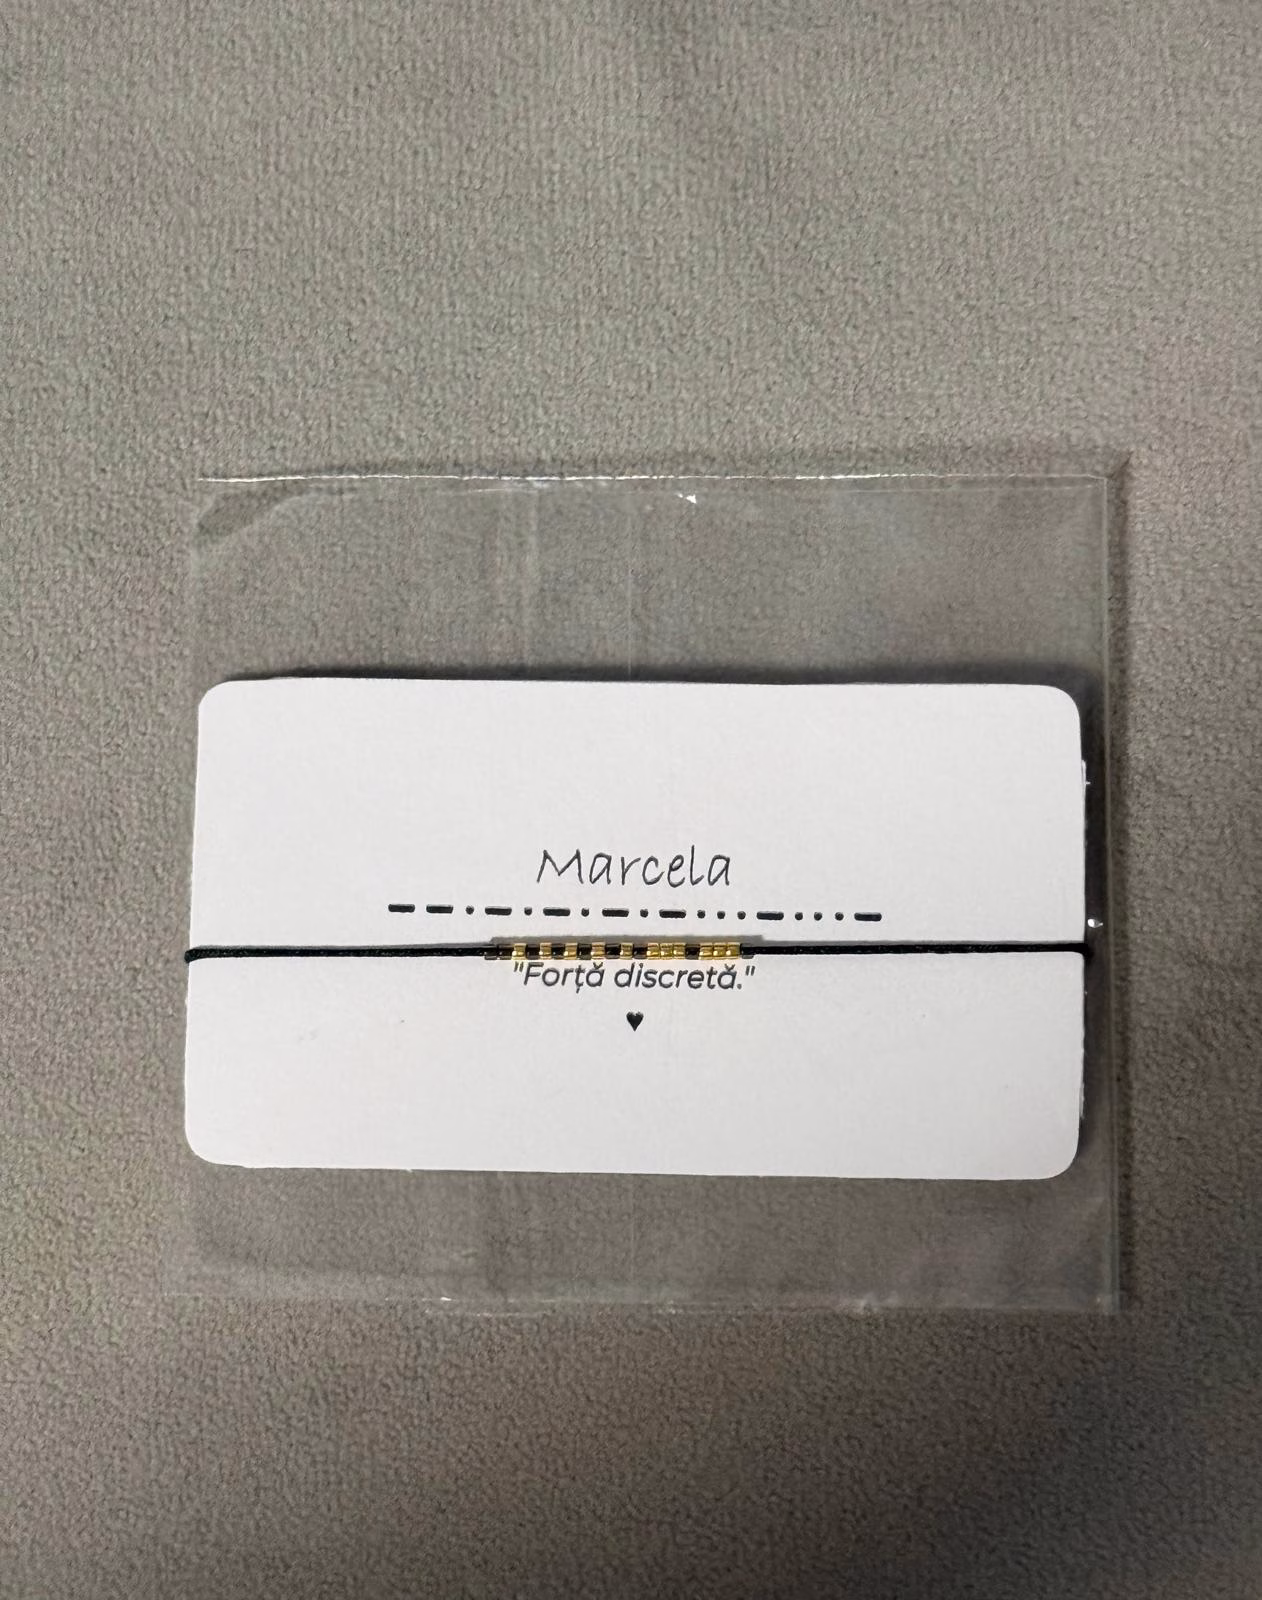 Marcela
▬ ▬ • ▬ • ▬ • ▬ • ▬ • • • ▬ • • • ▬
"Forță discretă."
♥